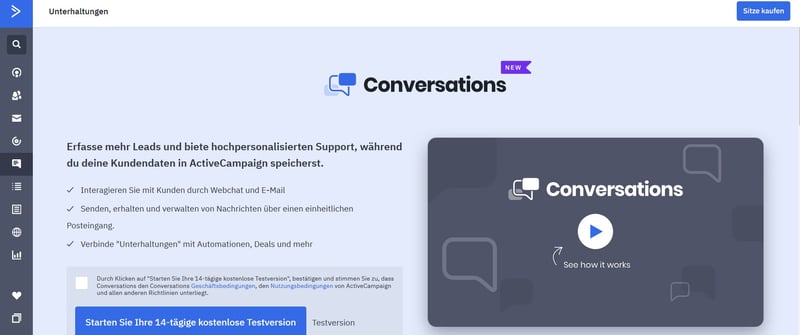 Unterhaltungen
Sitze kaufen
NEW
Conversations
Erfasse mehr Leads und biete hochpersonalisierten Support, während
du deine Kundendaten in ActiveCampaign speicherst.
Interagieren Sie mit Kunden durch Webchat und E-Mail
Senden, erhalten und verwalten von Nachrichten über einen einheitlichen
Posteingang.
Verbinde "Unterhaltungen" mit Automationen, Deals und mehr
Durch Klicken auf "Starten Sie Ihre 14-tägige kostenlose Testversion", bestätigen und stimmen Sie zu, dass
Conversations den Conversations Geschäftsbedingungen, den Nutzungsbedingungen von ActiveCampaign
und allen anderen Richtlinien unterliegt.
Starten Sie Ihre 14-tägige kostenlose Testversion
Testversion
Conversations
See how it works